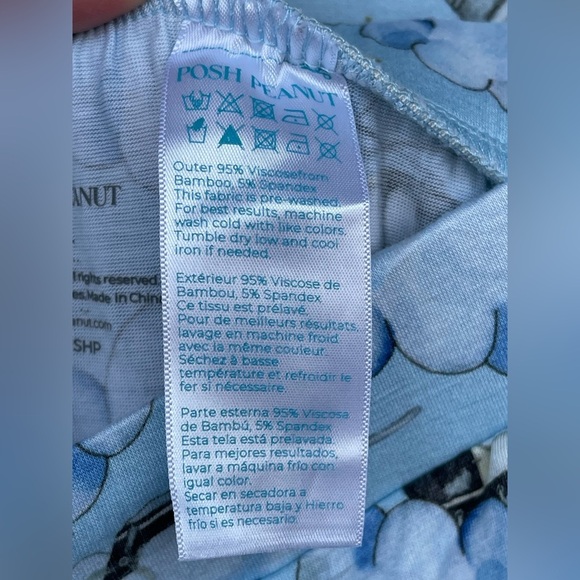 POSH PEANUT
Outer 95% Viscosefrom
Bamboo, 5% Spandex
This fabric is pre-washed.
For best results, machine
wash cold with like colors.
Tumble dry low and cool
iron if needed.
Extérieur 95% Viscose de
Bambou, 5% Spandex
Ce tissu est prélavé.
Pour de meilleurs résultats,
lavage en machine froid
avec la même couleur.
Séchez à basse
température et refroidir le
fer si nécessaire.
Parte esterna 95% Viscosa
de Bambú, 5% Spandex
Esta tela está prelavada.
Para mejores resultados,
lavar a máquina frío con
igual color.
Secar en secadora a
temperatura baja y Hierro
frío si es necesario.
ANUT
rights reserved.
Made in China
.com
SHP